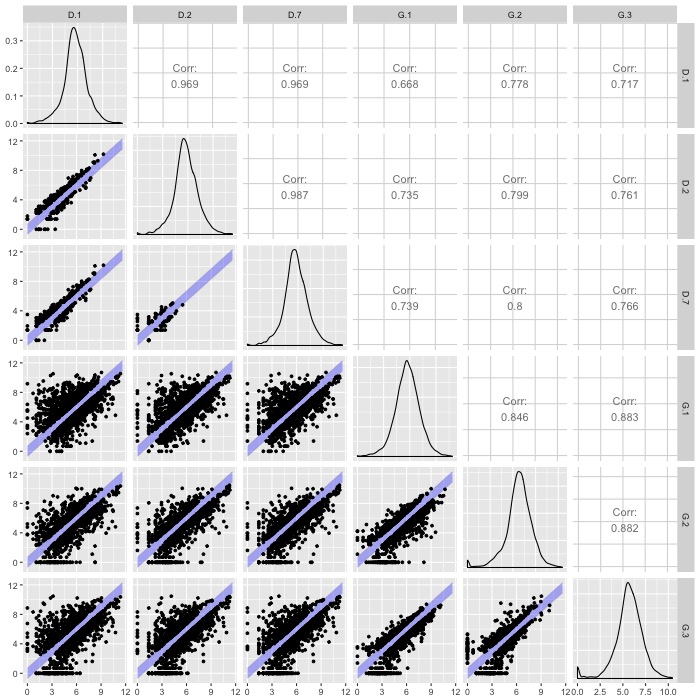 D.1 D.2 D.7 G.1 G.2 G.3
0.3
0.2
0.1
0.0
Corr:
0.969
Corr:
0.969
Corr:
0.668
Corr:
0.778
Corr:
0.717
D.1
12
8
4
0
Corr:
0.987
Corr:
0.735
Corr:
0.799
Corr:
0.761
D.2
12
8
4
0
Corr:
0.739
Corr:
0.8
Corr:
0.766
D.7
12
8
4
0
Corr:
0.846
Corr:
0.883
G.1
12
8
4
0
Corr:
0.882
G.2
12
8
4
0
G.3
0 3 6 9 12 0 3 6 9 12 0 3 6 9 12 0 3 6 9 12 0 3 6 9 12 0.0 2.5 5.0 7.5 10.0